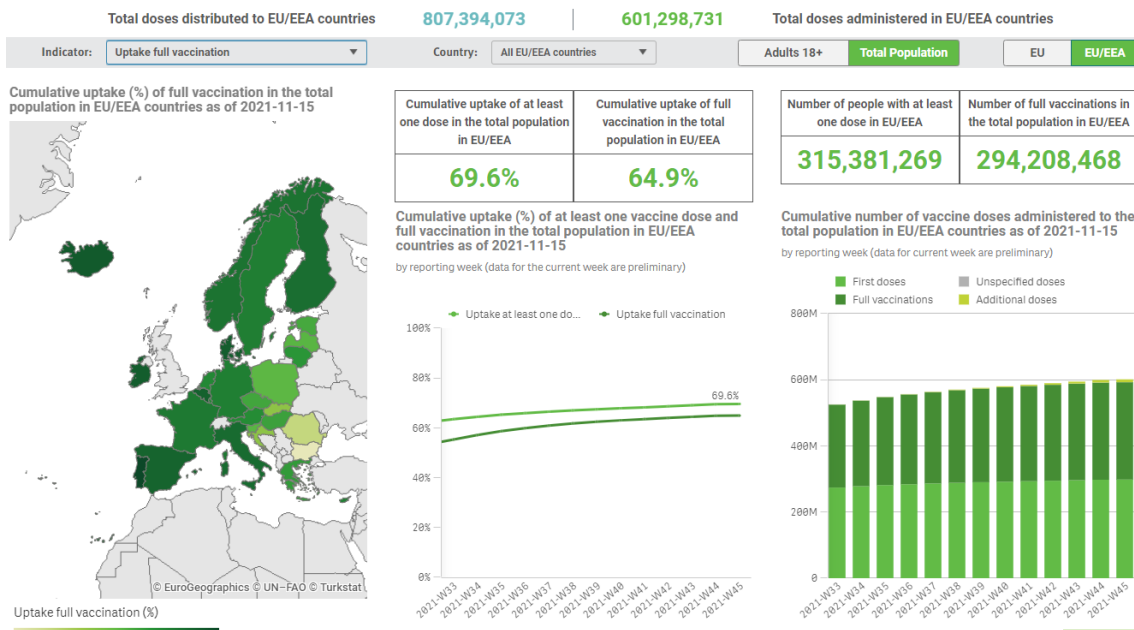 Total doses distributed to EU/EEA countries
807,394,073
601,298,731
Total doses administered in EU/EEA countries
Indicator:
Uptake full vaccination
Country:
All EU/EEA countries
Adults 18+
Total Population
EU
EU/EEA
Cumulative uptake (%) of full vaccination in the total
population in EU/EEA countries as of 2021-11-15
© EuroGeographics © UN-FAO © Turkstat
Uptake full vaccination (%)
Cumulative uptake of at least
one dose in the total population
in EU/EEA
69.6%
Cumulative uptake of full
vaccination in the total
population in EU/EEA
64.9%
Cumulative uptake (%) of at least one vaccine dose and
full vaccination in the total population in EU/EEA
countries as of 2021-11-15
by reporting week (data for the current week are preliminary)
Uptake at least one do...
Uptake full vaccination
100%
80%
60%
40%
20%
0%
69.6%
2021-W33
2021-W34
2021-W35
2021-W36
2021-W37
2021-W38
2021-W39
2021-W40
2021-W41
2021-W42
2021-W43
2021-W44
2021-W45
Number of people with at least
one dose in EU/EEA
315,381,269
Number of full vaccinations in
the total population in EU/EEA
294,208,468
Cumulative number of vaccine doses administered to the
total population in EU/EEA countries as of 2021-11-15
by reporting week (data for current week are preliminary)
First doses
Unspecified doses
Full vaccinations
Additional doses
800M
600M
400M
200M
0
2021-W33
2021-W34
2021-W35
2021-W36
2021-W37
2021-W38
2021-W39
2021-W40
2021-W41
2021-W42
2021-W43
2021-W44
2021-W45